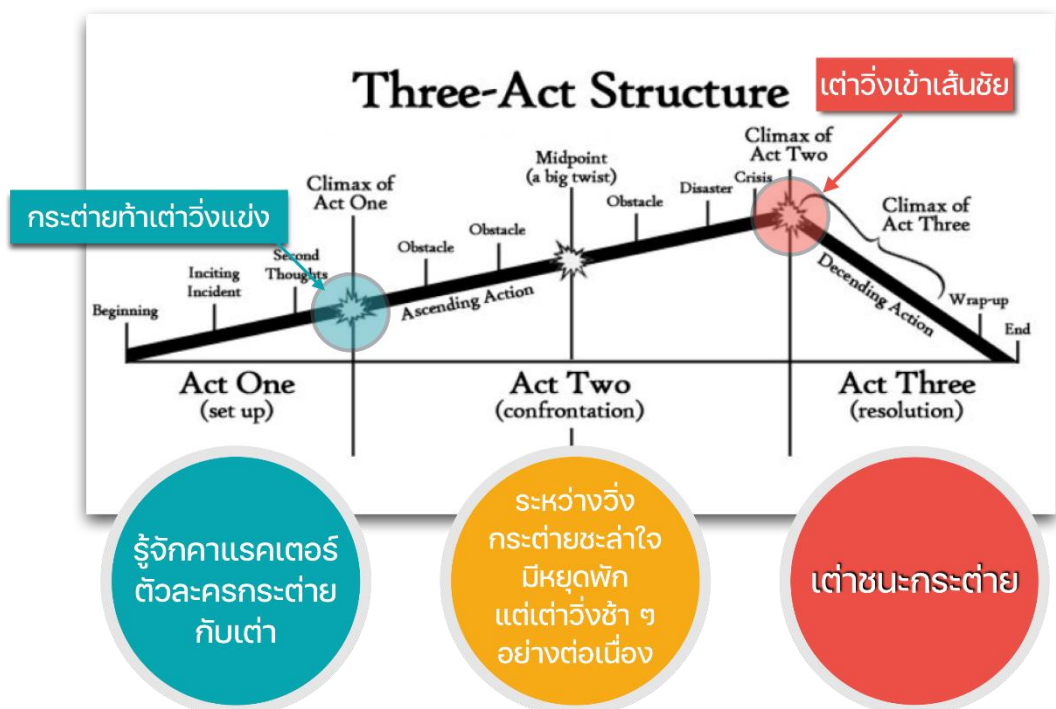 Three-Act Structure
เต่าวิ่งเข้าเส้นชัย
กระต่ายท้าเต่าวิ่งแข่ง
Beginning
Inciting
Incident
Second
Thoughts
Climax of
Act One
Obstacle
Obstacle
Ascending Action
Midpoint
(a big twist)
Obstacle
Disaster
Crisis
Climax of
Act Two
Climax of
Act Three
Decending Action
Wrap-up
End
Act One
(set up)
Act Two
(confrontation)
Act Three
(resolution)
รู้จักคาแรคเตอร์
ตัวละครกระต่าย
กับเต่า
ระหว่างวิ่ง
กระต่ายชะล่าใจ
มีหยุดพัก
แต่เต่าวิ่งช้า ๆ
อย่างต่อเนื่อง
เต่าชนะกระต่าย